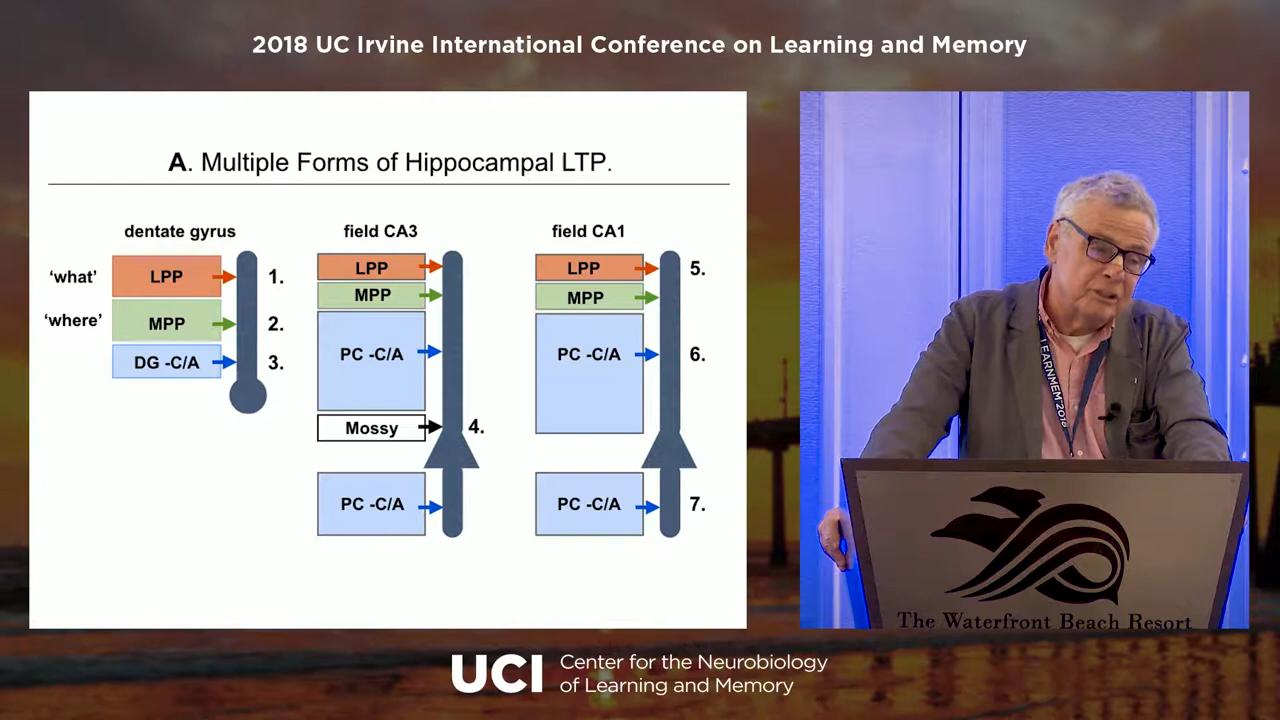 2018 UC Irvine International Conference on Learning and Memory
A. Multiple Forms of Hippocampal LTP.
dentate gyrus
'what'
LPP
1.
'where'
MPP
2.
DG -C/A
3.
field CA3
LPP
MPP
PC -C/A
Mossy
4.
PC -C/A
field CA1
LPP
5.
MPP
PC -C/A
6.
PC -C/A
7.
LEARNMEM 2018
The Waterfront Beach Resort
UCI
Center for the Neurobiology
of Learning and Memory